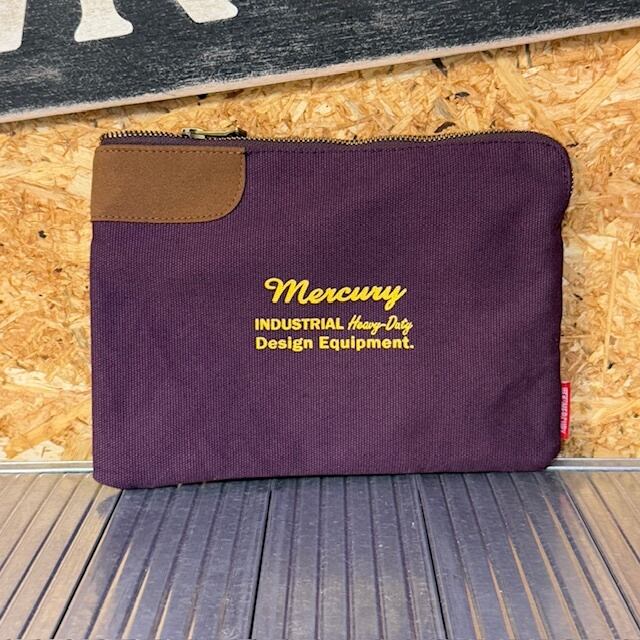 Mercury
INDUSTRIAL Heavy-Duty
Design Equipment.